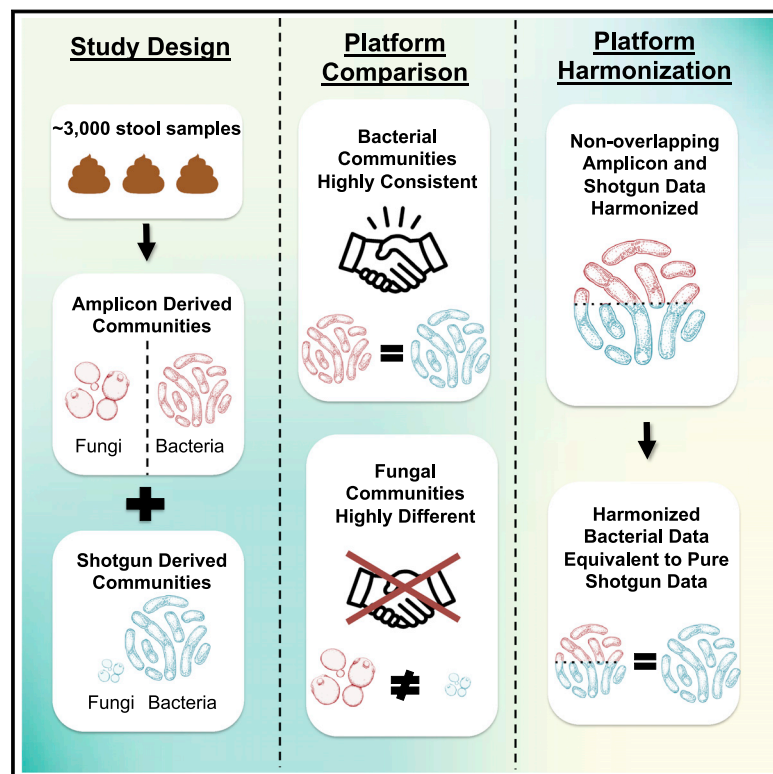 Study Design
~3,000 stool samples
Amplicon Derived
Communities
Fungi
Bacteria
Shotgun Derived
Communities
Fungi Bacteria
Platform
Comparison
Bacterial
Communities
Highly Consistent
=
Fungal
Communities
Highly Different
≠
Platform
Harmonization
Non-overlapping
Amplicon and
Shotgun Data
Harmonized
Harmonized
Bacterial Data
Equivalent to Pure
Shotgun Data
=